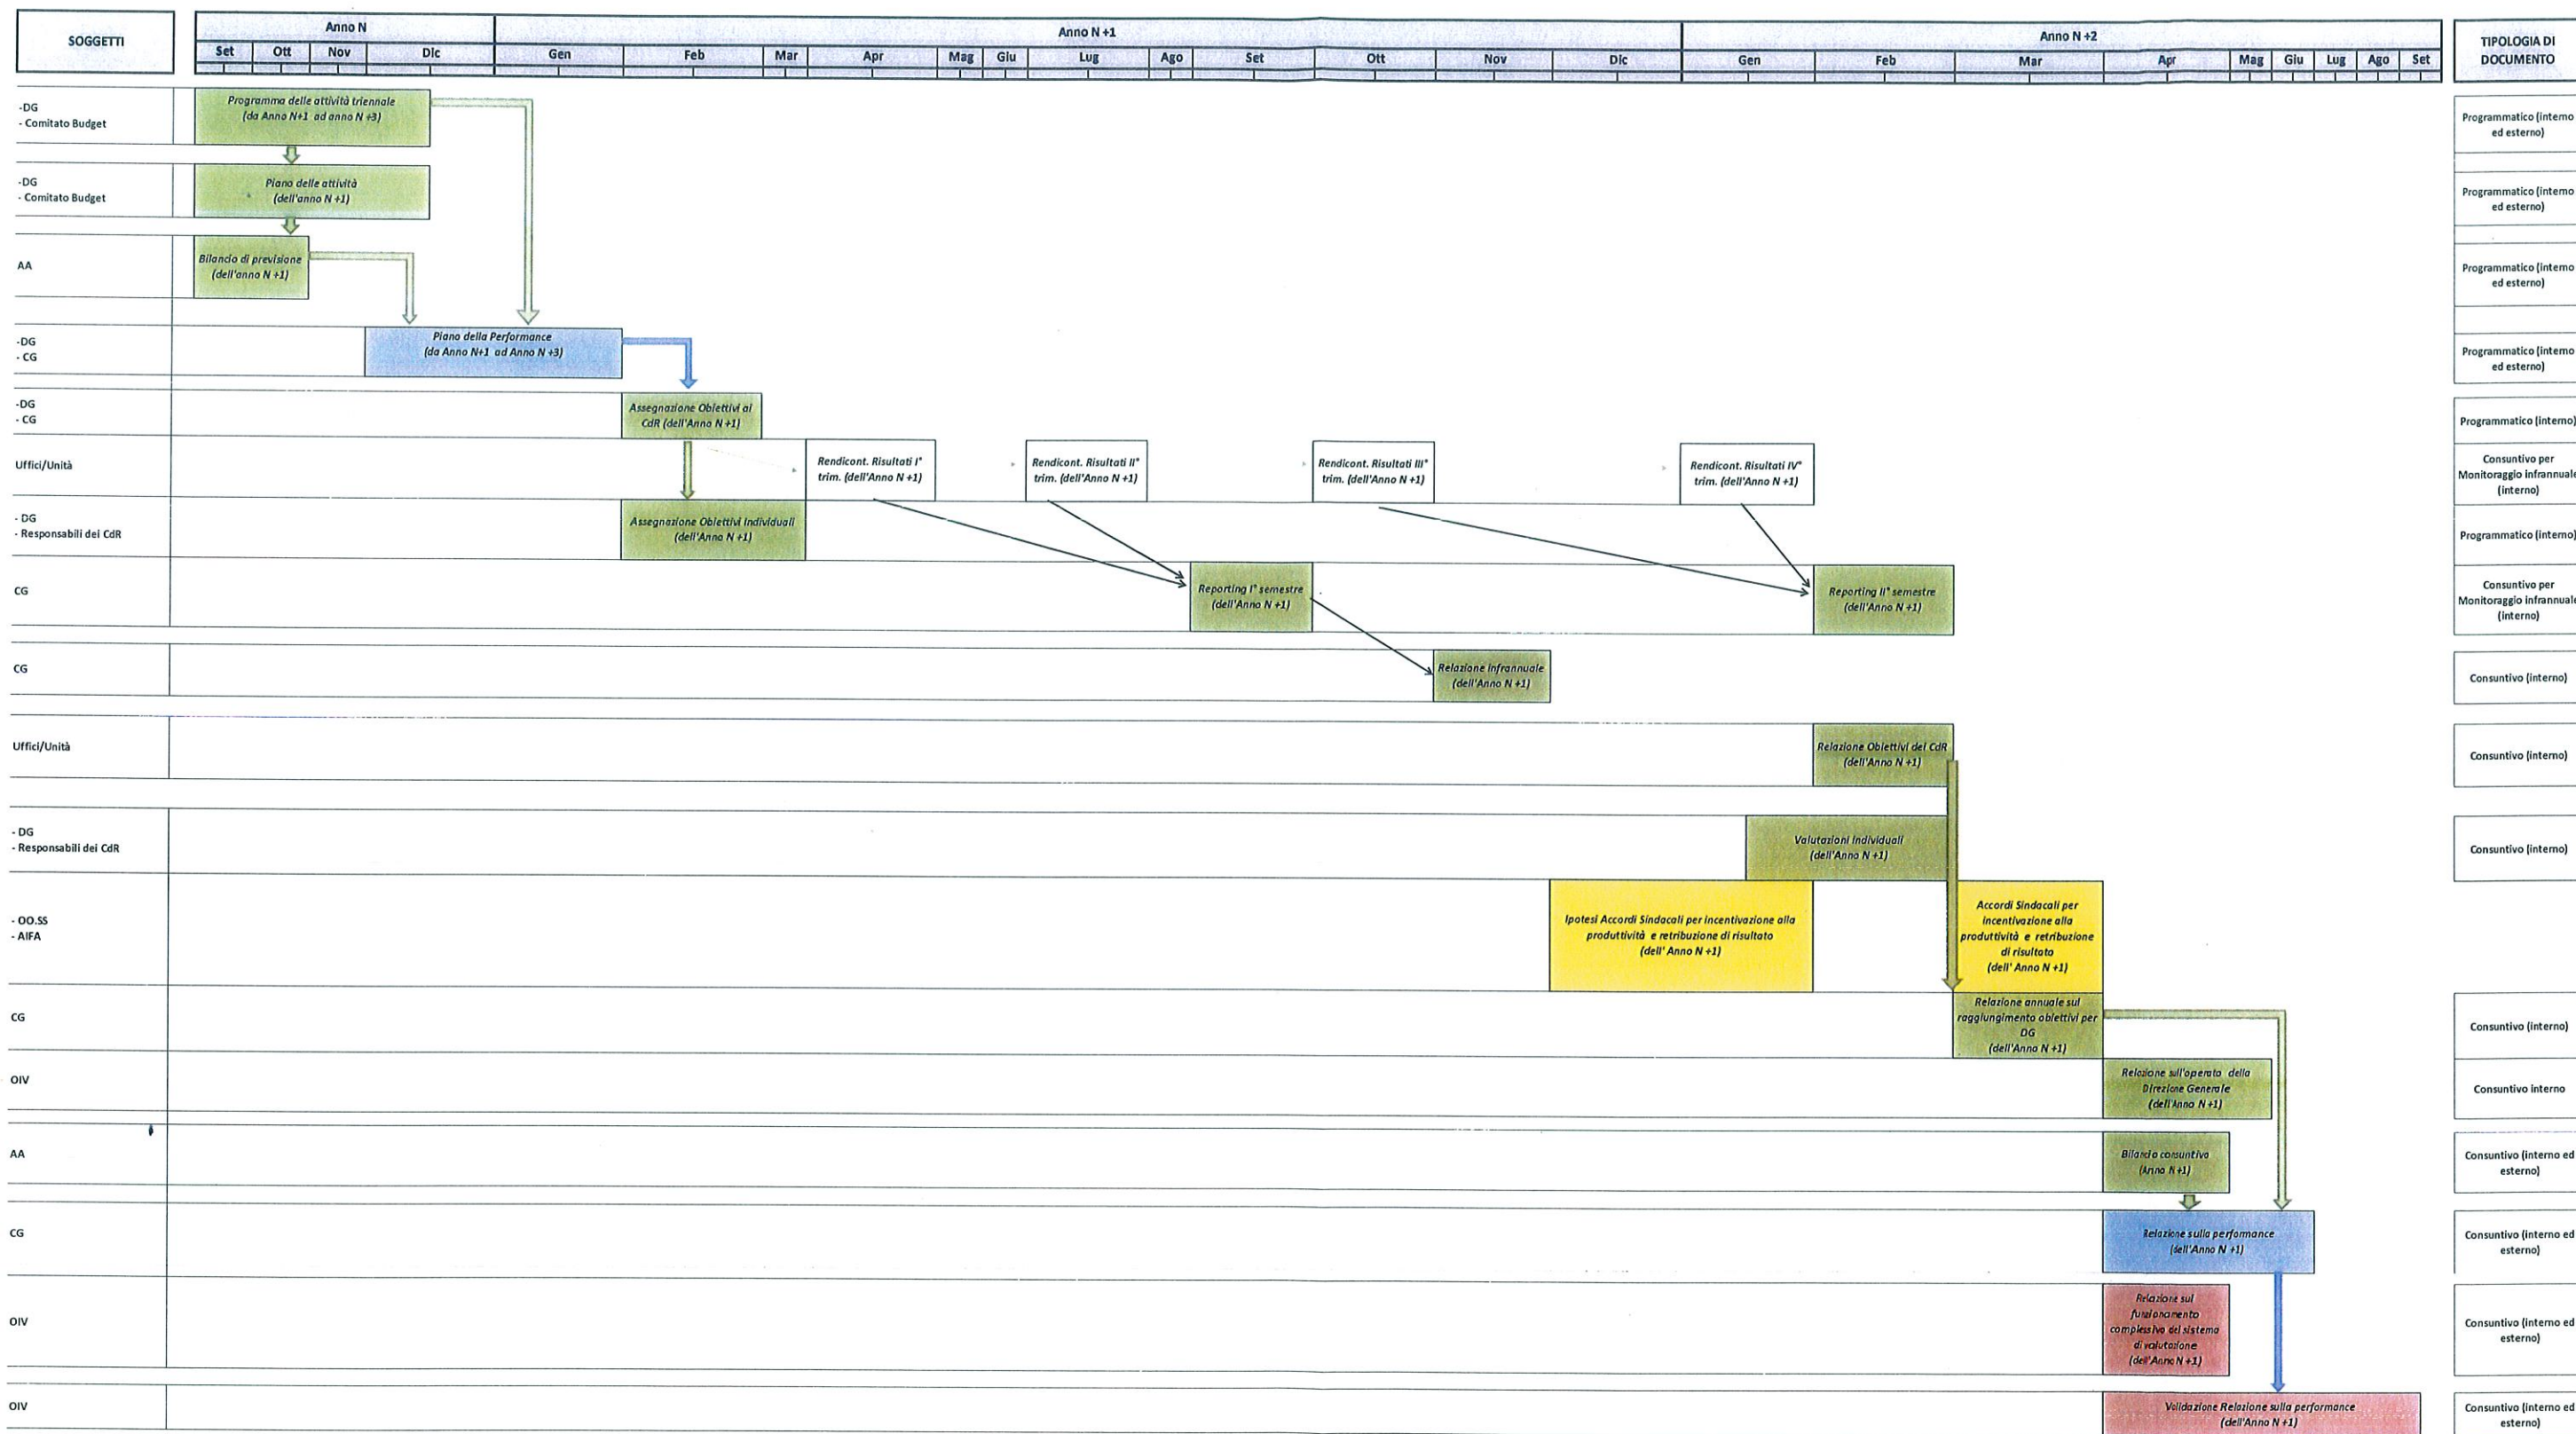 SOGGETTI
Anno N
Anno N +1
Anno N +2
TIPOLOGIA DI
DOCUMENTO
Set Ott Nov Dic Gen Feb Mar Apr Mag Giu Lug Ago Set Ott Nov Dic Gen Feb Mar Apr Mag Giu Lug Ago Set
-DG
- Comitato Budget
Programma delle attività triennale
(da Anno N+1 ad anno N +3)
Programmatico (interno
ed esterno)
-DG
- Comitato Budget
Piano delle attività
(dell'anno N +1)
Programmatico (interno
ed esterno)
AA
Bilancio di previsione
(dell'anno N +1)
Programmatico (interno
ed esterno)
-DG
- CG
Piano della Performance
(da Anno N+1 ad Anno N +3)
Programmatico (interno
ed esterno)
-DG
- CG
Assegnazione Obiettivi ai
CdR (dell'Anno N +1)
Programmatico (interno)
Uffici/Unità
Rendicont. Risultati I°
trim. (dell'Anno N +1)
Rendicont. Risultati II°
trim. (dell'Anno N +1)
Rendicont. Risultati III°
trim. (dell'Anno N +1)
Rendicont. Risultati IV°
trim. (dell'Anno N +1)
Consuntivo per
Monitoraggio infrannuale
(interno)
- DG
- Responsabili dei CdR
Assegnazione Obiettivi Individuali
(dell'Anno N +1)
Programmatico (interno)
CG
Reporting I° semestre
(dell'Anno N +1)
Reporting II° semestre
(dell'Anno N +1)
Consuntivo per
Monitoraggio infrannuale
(interno)
CG
Relazione Infrannuale
(dell'Anno N +1)
Consuntivo (interno)
Uffici/Unità
Relazione Obiettivi dei CdR
(dell'Anno N +1)
Consuntivo (interno)
- DG
- Responsabili dei CdR
Valutazioni Individuali
(dell'Anno N +1)
Consuntivo (interno)
- OO.SS
- AIFA
Ipotesi Accordi Sindacali per incentivazione alla
produttività e retribuzione di risultato
(dell' Anno N +1)
Accordi Sindacali per
incentivazione alla
produttività e retribuzione
di risultato
(dell' Anno N +1)
CG
Relazione annuale sul
raggiungimento obiettivi per
DG
(dell'Anno N +1)
Consuntivo (interno)
OIV
Relazione sull'operato della
Direzione Generale
(dell'Anno N +1)
Consuntivo interno
AA
Bilancio consuntivo
(Anno N +1)
Consuntivo (interno ed
esterno)
CG
Relazione sulla performance
(dell'Anno N +1)
Consuntivo (interno ed
esterno)
OIV
Relazione sul
funzionamento
complessivo del sistema
di valutazione
(dell'Anno N +1)
Consuntivo (interno ed
esterno)
OIV
Validazione Relazione sulla performance
(dell'Anno N +1)
Consuntivo (interno ed
esterno)